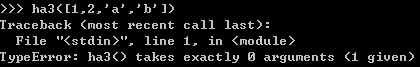 >>> ha3([1,2,'a','b'])
Traceback (most recent call last):
  File "<stdin>", line 1, in <module>
TypeError: ha3() takes exactly 0 arguments (1 given)